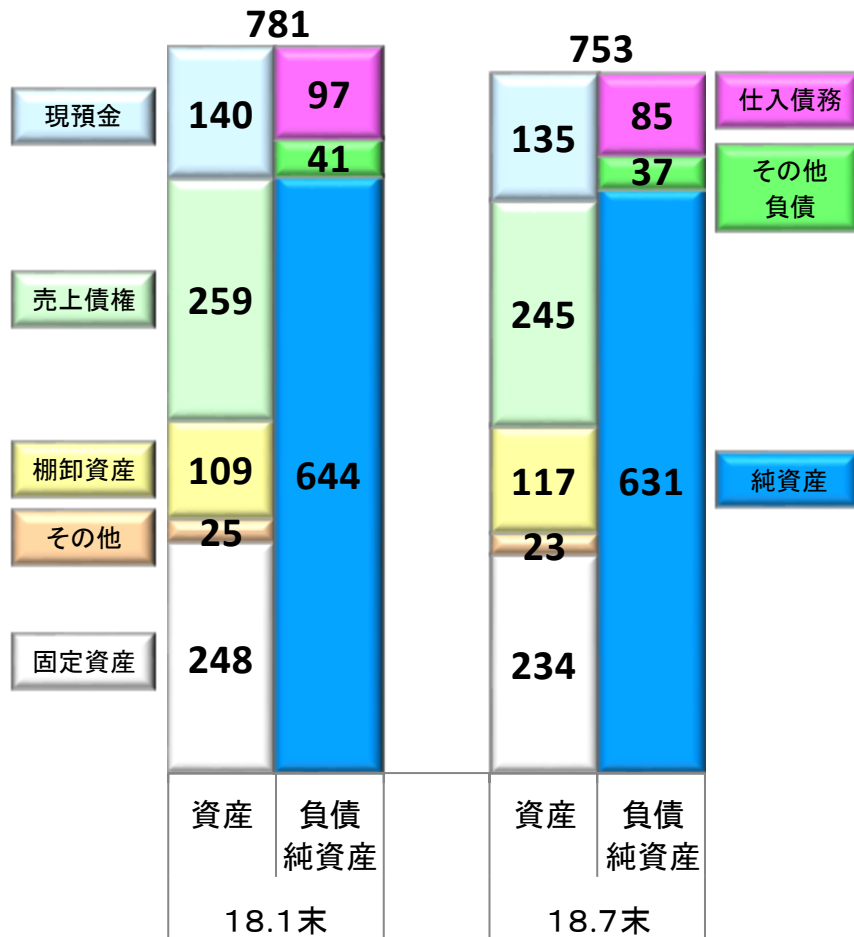 781
753
現預金
140
97
135
85
仕入債務
41
37
その他
負債
売上債権
259
245
棚卸資産
109
644
117
631
純資産
その他
25
23
固定資産
248
234
資産
負債
純資産
資産
負債
純資産
18.1末
18.7末